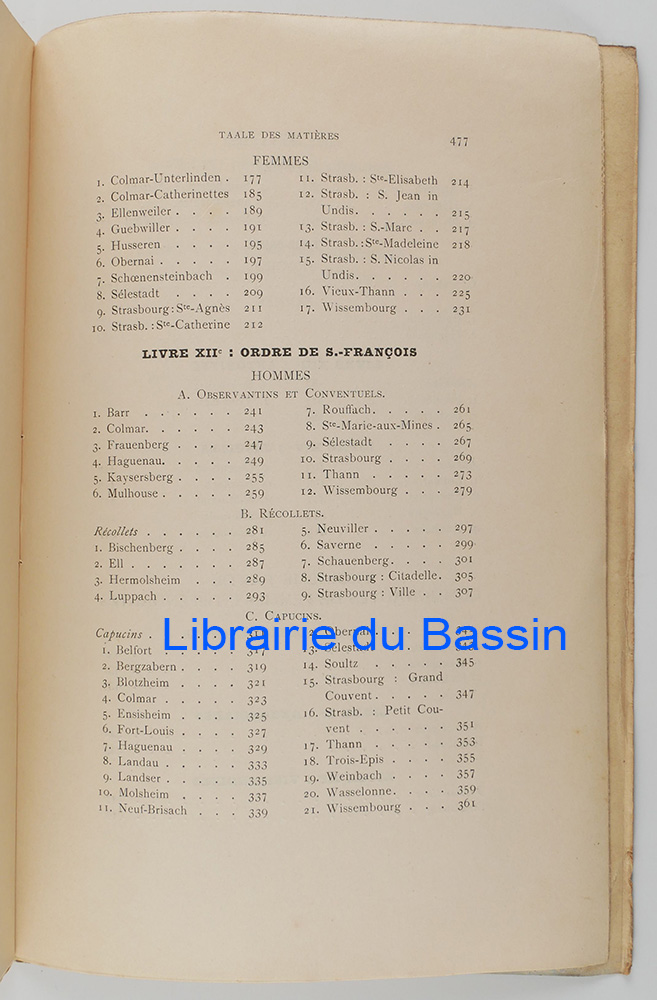 TAALE DES MATIÈRES 477
FEMMES
1. Colmar-Unterlinden . 177
2. Colmar-Catherinettes 185
3. Ellenweiler . . . . 189
4. Guebwiller . . . . 191
5. Husseren . . . . 195
6. Obernai . . . . . 197
7. Schœnensteinbach . 199
8. Sélestadt . . . . 209
9. Strasbourg : Ste-Agnès 211
10. Strasb. : Ste-Catherine 212
11. Strasb. : Ste-Elisabeth 214
12. Strasb. : S. Jean in
Undis. . . . . . 215
13. Strasb. : S.-Marc . . 217
14. Strasb. : Ste-Madeleine 218
15. Strasb. : S. Nicolas in
Undis. . . . . . 220
16. Vieux-Thann . . . 225
17. Wissembourg . . . 231
LIVRE XIIe : ORDRE DE S.-FRANÇOIS
HOMMES
A. OBSERVANTINS ET CONVENTUELS.
1. Barr . . . . . . 241
2. Colmar. . . . . . 243
3. Frauenberg . . . . 247
4. Haguenau. . . . . 249
5. Kaysersberg . . . . 255
6. Mulhouse . . . . . 259
7. Rouffach. . . . . 261
8. Ste-Marie-aux-Mines . 265
9. Sélestadt . . . . 267
10. Strasbourg . . . . 269
11. Thann . . . . . 273
12. Wissembourg . . . 279
B. RÉCOLLETS.
Récollets . . . . . . 281
1. Bischenberg . . . . 285
2. Ell . . . . . . . 287
3. Hermolsheim . . . 289
4. Luppach . . . . . 293
5. Neuviller . . . . . 297
6. Saverne . . . . . 299
7. Schauenberg. . . . 301
8. Strasbourg : Citadelle. 305
9. Strasbourg : Ville . . 307
C. CAPUCINS.
Capucins .
1. Belfort . . . . . 317
2. Bergzabern . . . . 319
3. Blotzheim . . . . 321
4. Colmar . . . . . 323
5. Ensisheim . . . . 325
6. Fort-Louis . . . . 327
7. Haguenau . . . . 329
8. Landau . . . . . 333
9. Landser . . . . . 335
10. Molsheim . . . . 337
11. Neuf-Brisach . . . 339
12. Obernai
13. Sélestadt
14. Soultz . . . . . 345
15. Strasbourg : Grand
Couvent . . . . . 347
16. Strasb. : Petit Cou-
vent . . . . . . 351
17. Thann . . . . . 353
18. Trois-Epis . . . . 355
19. Weinbach . . . . 357
20. Wasselonne. . . . 359
21. Wissembourg . . . 361
Librairie du Bassin